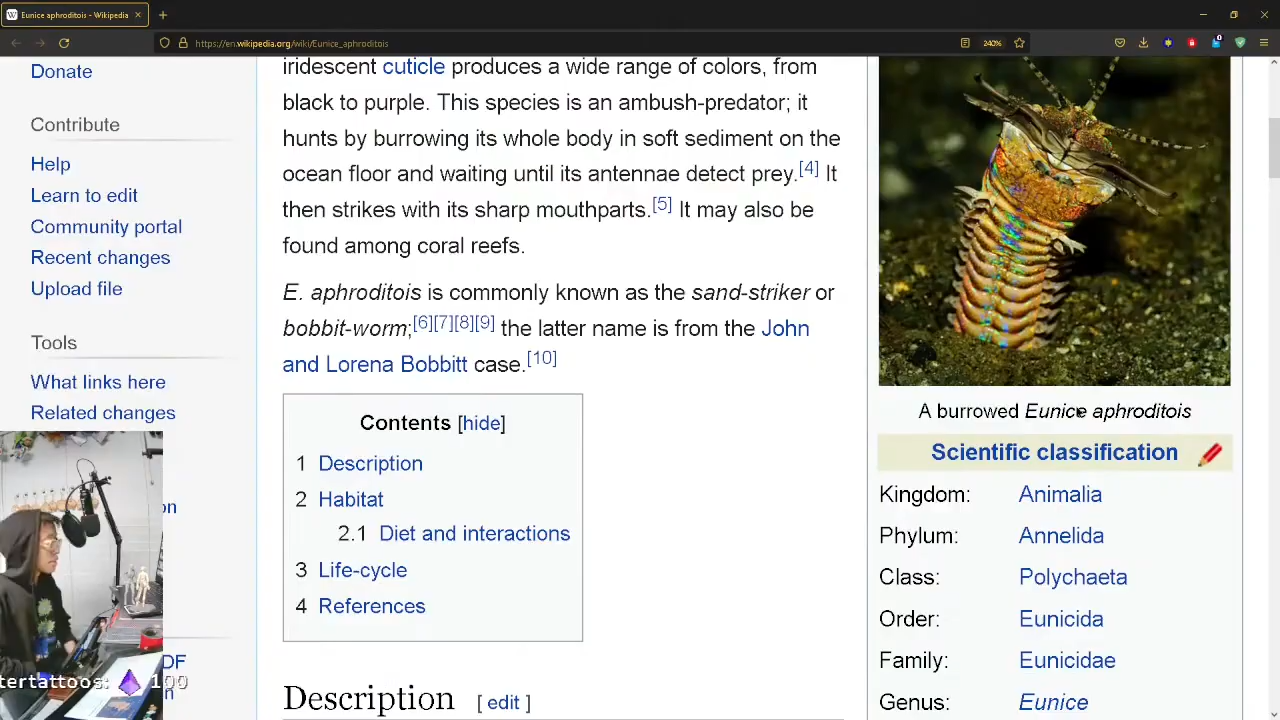 Eunice aphroditois - Wikipedia
https://en.wikipedia.org/wiki/Eunice_aphroditois
240%
Donate
Contribute
Help
Learn to edit
Community portal
Recent changes
Upload file
Tools
What links here
Related changes
on
DF
n
tertattoos: 100
iridescent cuticle produces a wide range of colors, from
black to purple. This species is an ambush-predator; it
hunts by burrowing its whole body in soft sediment on the
ocean floor and waiting until its antennae detect prey.[4] It
then strikes with its sharp mouthparts.[5] It may also be
found among coral reefs.
E. aphroditois is commonly known as the sand-striker or
bobbit-worm;[6][7][8][9] the latter name is from the John
and Lorena Bobbitt case.[10]
Contents [hide]
1 Description
2 Habitat
2.1 Diet and interactions
3 Life-cycle
4 References
Description [ edit ]
A burrowed Eunice aphroditois
Scientific classification
Kingdom: Animalia
Phylum: Annelida
Class: Polychaeta
Order: Eunicida
Family: Eunicidae
Genus: Eunice